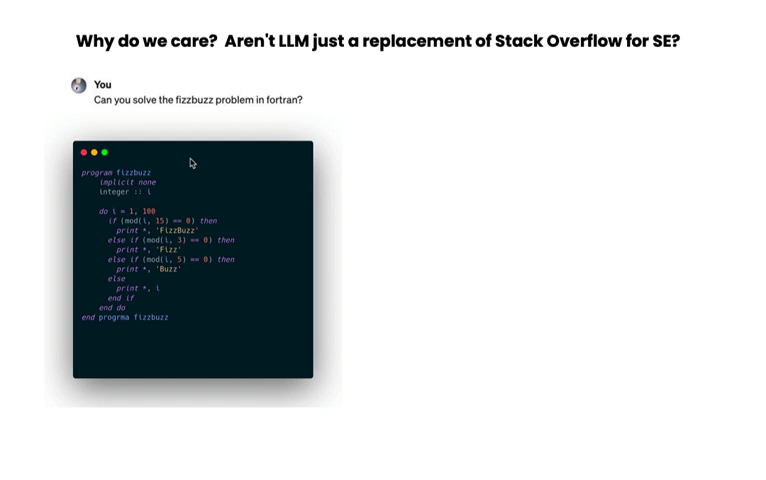 Why do we care? Aren't LLM just a replacement of Stack Overflow for SE?
You
Can you solve the fizzbuzz problem in fortran?
program fizzbuzz
implicit none
integer :: i
do i = 1, 100
if (mod(i, 15) == 0) then
print *, 'FizzBuzz'
else if (mod(i, 3) == 0) then
print *, 'Fizz'
else if (mod(i, 5) == 0) then
print *, 'Buzz'
else
print *, i
end if
end do
end progrma fizzbuzz